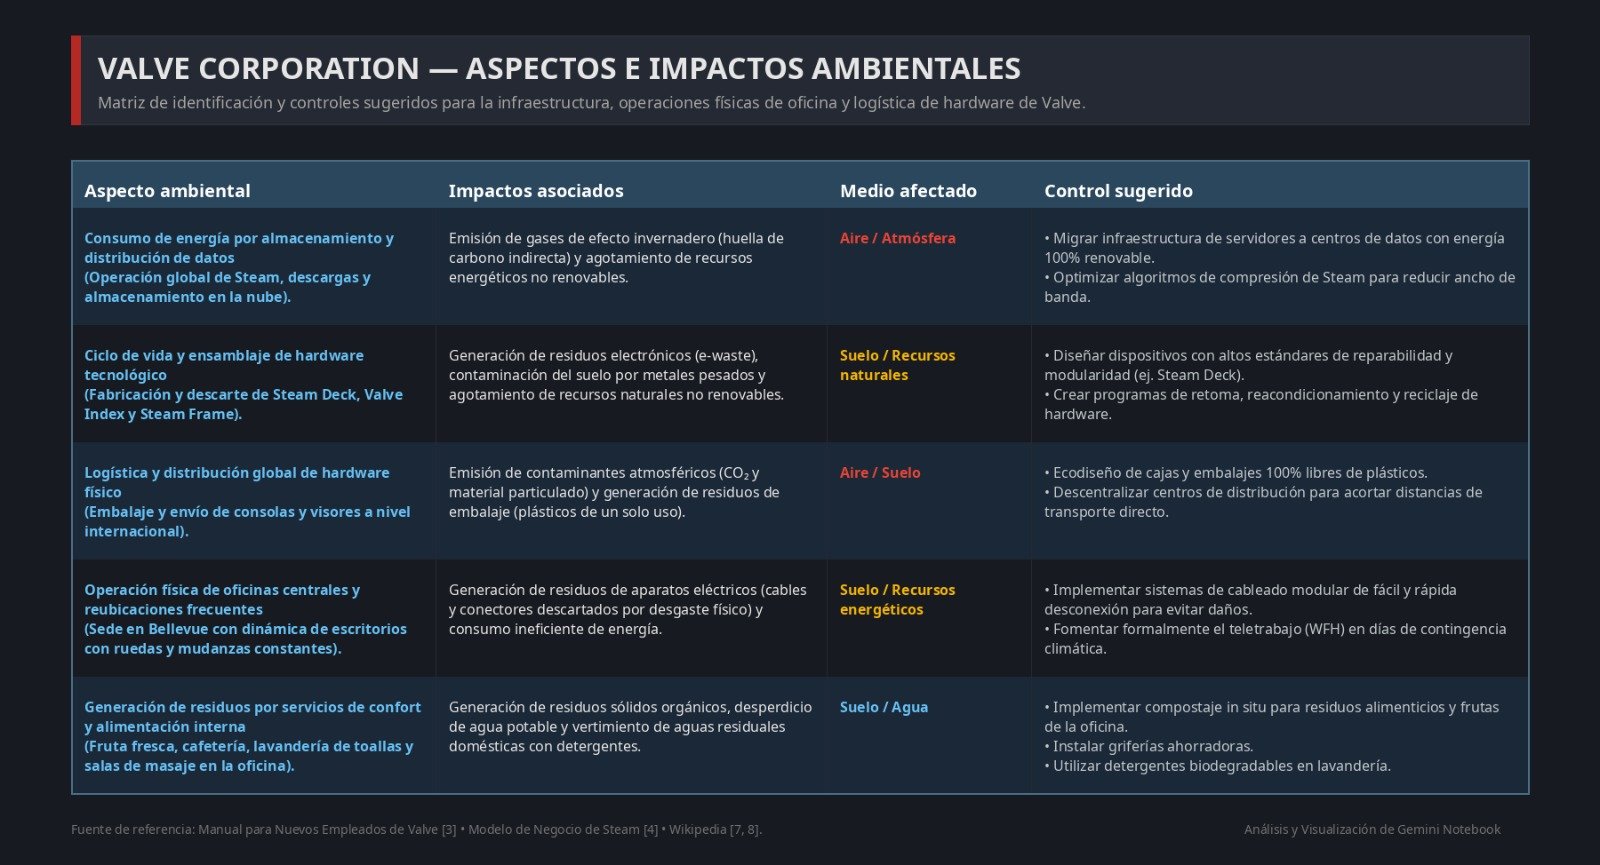 VALVE CORPORATION — ASPECTOS E IMPACTOS AMBIENTALES
Matriz de identificación y controles sugeridos para la infraestructura, operaciones físicas de oficina y logística de hardware de Valve.
Aspecto ambiental
Impactos asociados
Medio afectado
Control sugerido
Consumo de energía por almacenamiento y
distribución de datos
(Operación global de Steam, descargas y
almacenamiento en la nube).
Emisión de gases de efecto invernadero (huella de
carbono indirecta) y agotamiento de recursos
energéticos no renovables.
Aire / Atmósfera
• Migrar infraestructura de servidores a centros de datos con energía
100% renovable.
• Optimizar algoritmos de compresión de Steam para reducir ancho de
banda.
Ciclo de vida y ensamblaje de hardware
tecnológico
(Fabricación y descarte de Steam Deck, Valve
Index y Steam Frame).
Generación de residuos electrónicos (e-waste),
contaminación del suelo por metales pesados y
agotamiento de recursos naturales no renovables.
Suelo / Recursos
naturales
• Diseñar dispositivos con altos estándares de reparabilidad y
modularidad (ej. Steam Deck).
• Crear programas de retoma, reacondicionamiento y reciclaje de
hardware.
Logística y distribución global de hardware
físico
(Embalaje y envío de consolas y visores a nivel
internacional).
Emisión de contaminantes atmosféricos (CO₂ y
material particulado) y generación de residuos de
embalaje (plásticos de un solo uso).
Aire / Suelo
• Ecodiseño de cajas y embalajes 100% libres de plásticos.
• Descentralizar centros de distribución para acortar distancias de
transporte directo.
Operación física de oficinas centrales y
reubicaciones frecuentes
(Sede en Bellevue con dinámica de escritorios
con ruedas y mudanzas constantes).
Generación de residuos de aparatos eléctricos (cables
y conectores descartados por desgaste físico) y
consumo ineficiente de energía.
Suelo / Recursos
energéticos
• Implementar sistemas de cableado modular de fácil y rápida
desconexión para evitar daños.
• Fomentar formalmente el teletrabajo (WFH) en días de contingencia
climática.
Generación de residuos por servicios de confort
y alimentación interna
(Fruta fresca, cafetería, lavandería de toallas y
salas de masaje en la oficina).
Generación de residuos sólidos orgánicos, desperdicio
de agua potable y vertimiento de aguas residuales
domésticas con detergentes.
Suelo / Agua
• Implementar compostaje in situ para residuos alimenticios y frutas
de la oficina.
• Instalar griferías ahorradoras.
• Utilizar detergentes biodegradables en lavandería.
Fuente de referencia: Manual para Nuevos Empleados de Valve [3] • Modelo de Negocio de Steam [4] • Wikipedia [7, 8].
Análisis y Visualización de Gemini Notebook